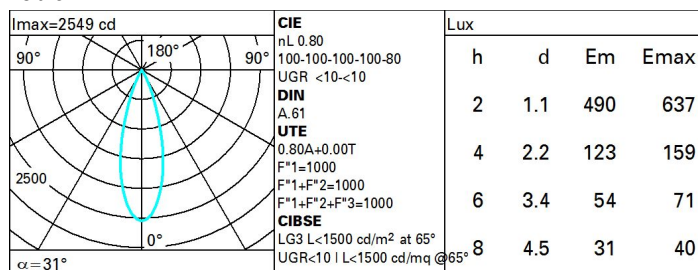 Imax=2549 cd
90° 180° 90°
2500
0°
α=31°
CIE
nL 0.80
100-100-100-100-80
UGR <10-<10
DIN
A.61
UTE
0.80A+0.00T
F"1=1000
F"1+F"2=1000
F"1+F"2+F"3=1000
CIBSE
LG3 L<1500 cd/m² at 65°
UGR<10 | L<1500 cd/mq @65°
Lux
h d Em Emax
2 1.1 490 637
4 2.2 123 159
6 3.4 54 71
8 4.5 31 40